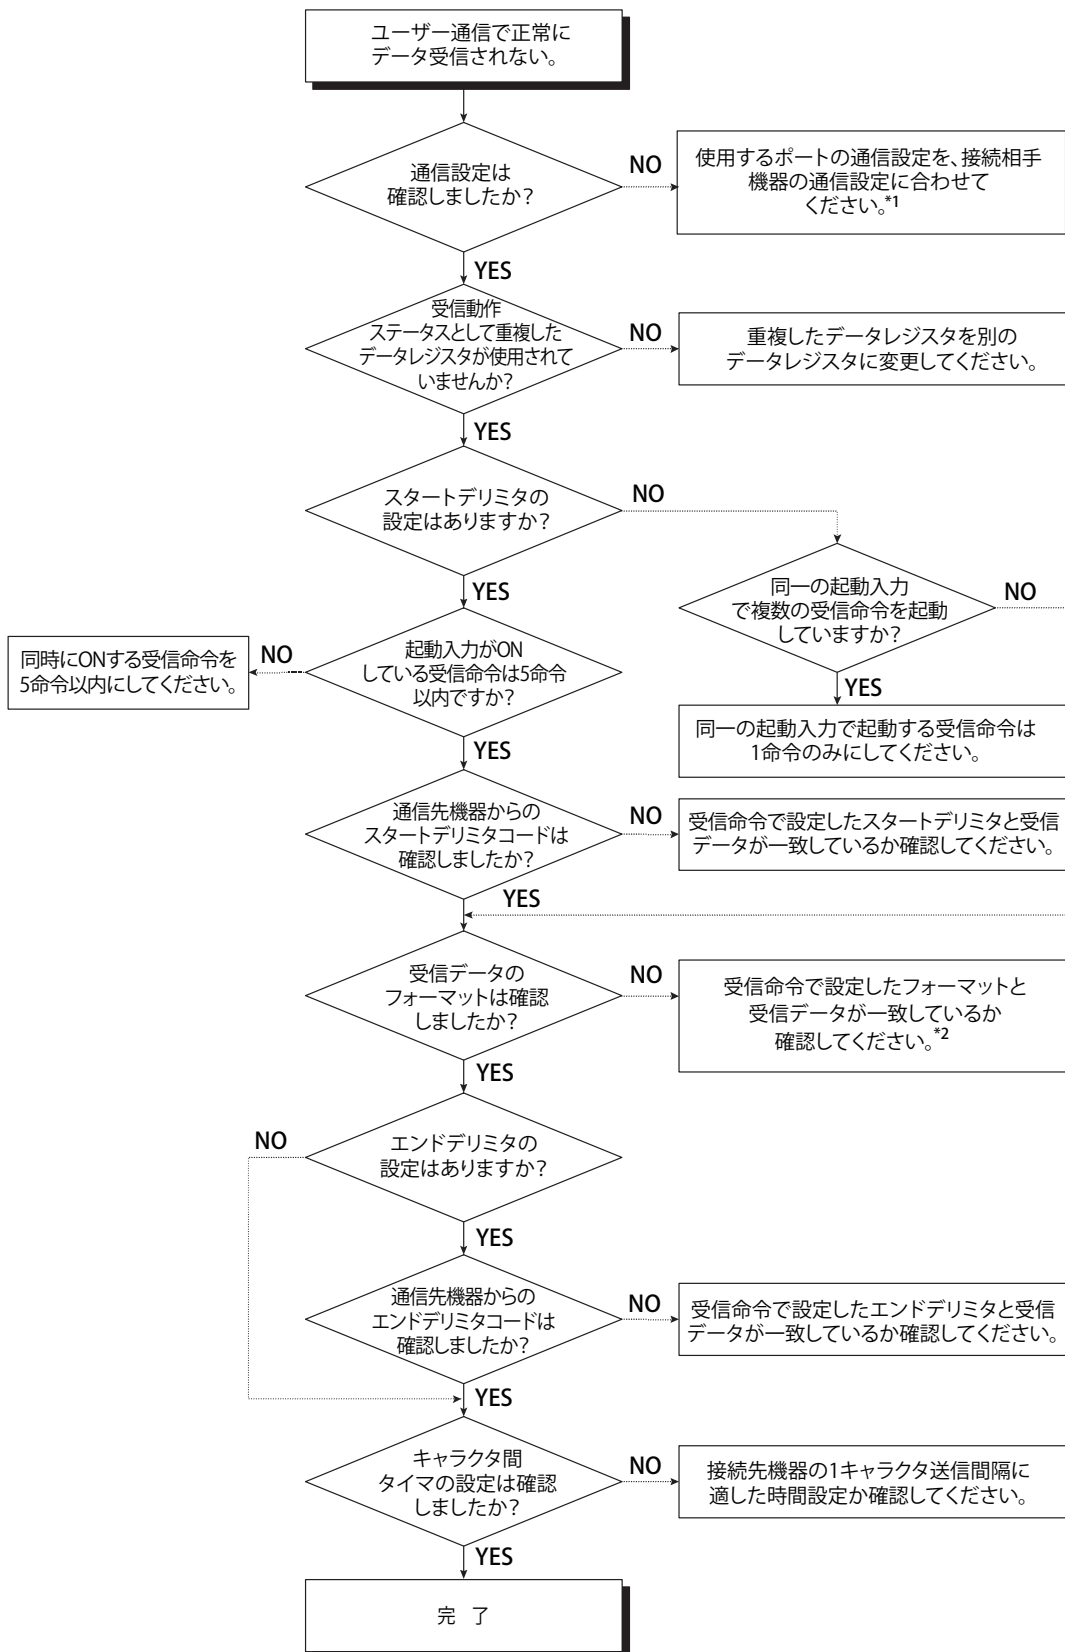 ユーザー通信で正常に
データ受信されない。
通信設定は
確認しましたか？
NO
使用するポートの通信設定を、接続相手
機器の通信設定に合わせて
ください。*1
YES
受信動作
ステータスとして重複した
データレジスタが使用されて
いませんか？
NO
重複したデータレジスタを別の
データレジスタに変更してください。
YES
スタートデリミタの
設定はありますか？
NO
同一の起動入力
で複数の受信命令を起動
していますか？
NO
YES
同一の起動入力で起動する受信命令は
1命令のみにしてください。
YES
起動入力がON
している受信命令は5命令
以内ですか？
NO
同時にONする受信命令を
5命令以内にしてください。
YES
通信先機器からの
スタートデリミタコードは
確認しましたか？
NO
受信命令で設定したスタートデリミタと受信
データが一致しているか確認してください。
YES
受信データの
フォーマットは確認
しましたか？
NO
受信命令で設定したフォーマットと
受信データが一致しているか
確認してください。*2
YES
エンドデリミタの
設定はありますか？
NO
YES
通信先機器からの
エンドデリミタコードは
確認しましたか？
NO
受信命令で設定したエンドデリミタと受信
データが一致しているか確認してください。
YES
キャラクタ間
タイマの設定は確認
しましたか？
NO
接続先機器の1キャラクタ送信間隔に
適した時間設定か確認してください。
YES
完 了